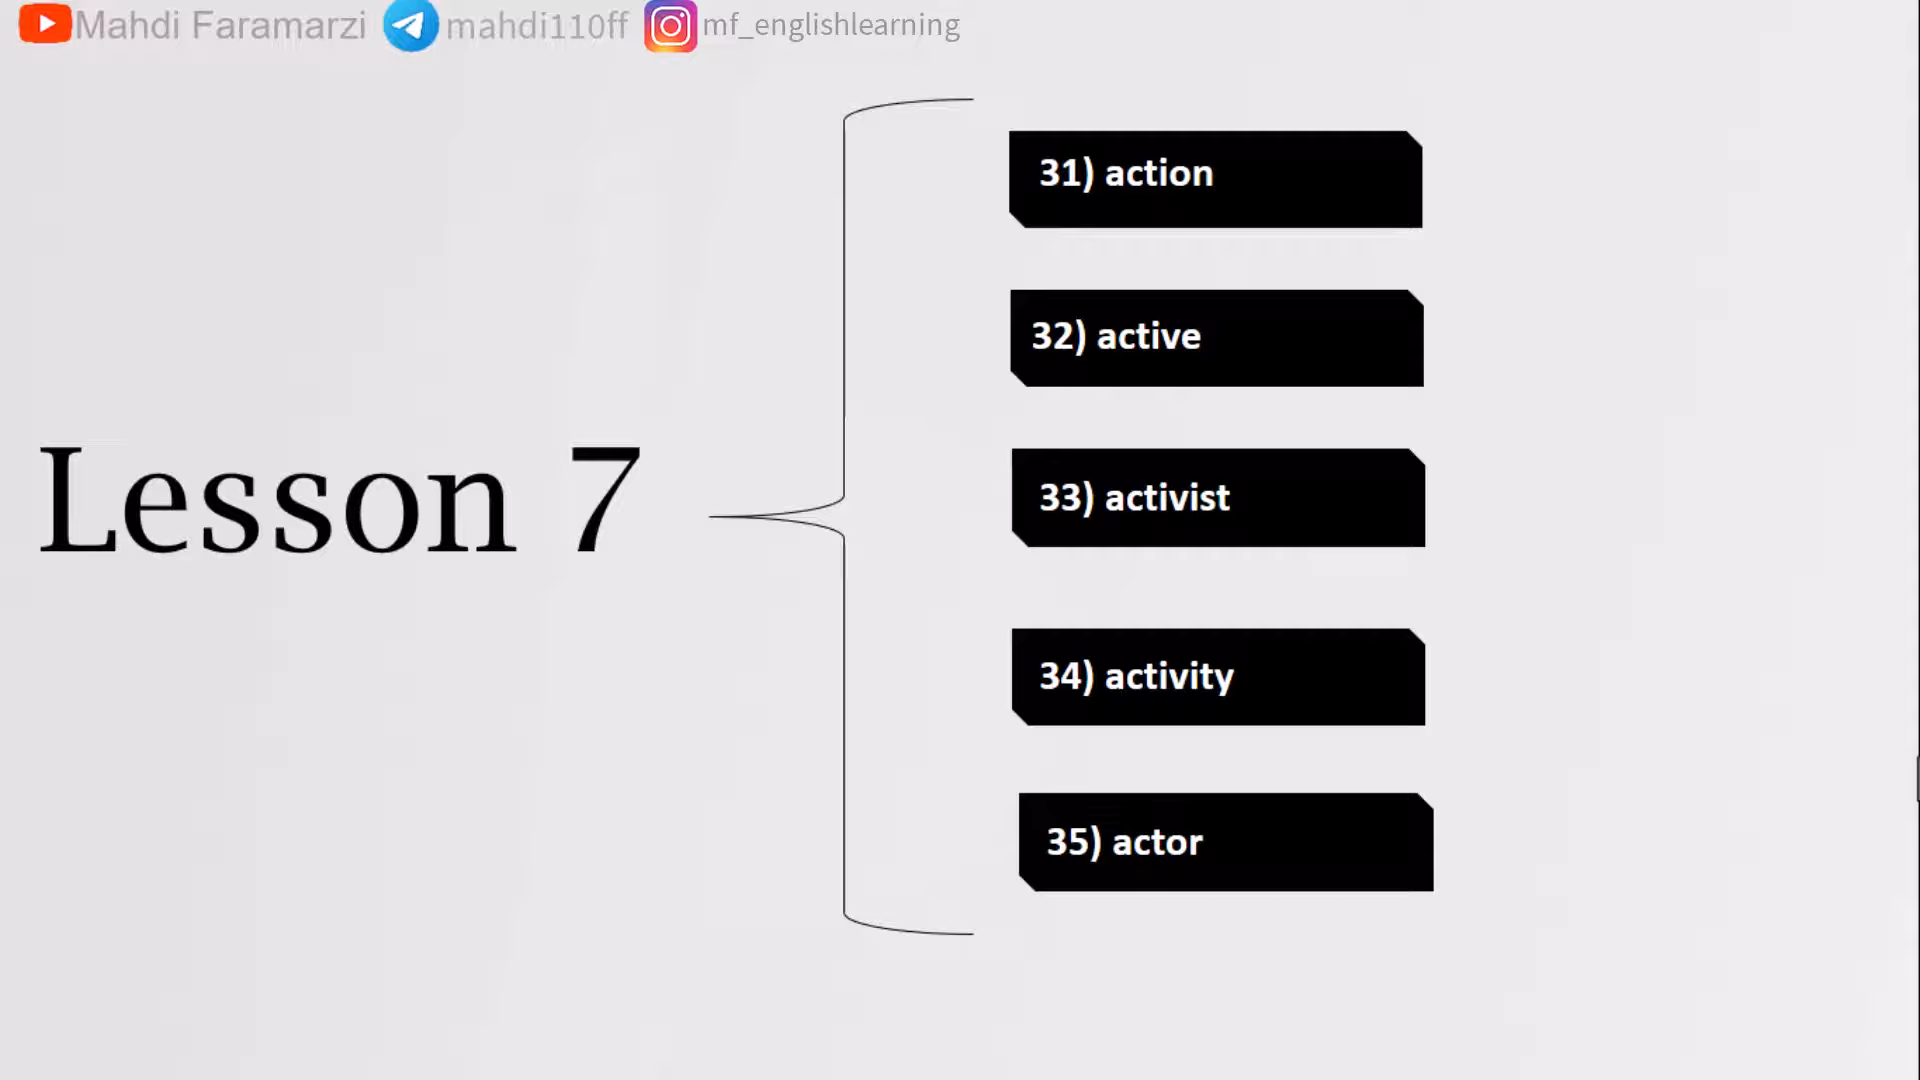 Mahdi Faramarzi mahdi110ff mf_englishlearning
Lesson 7
31) action
32) active
33) activist
34) activity
35) actor